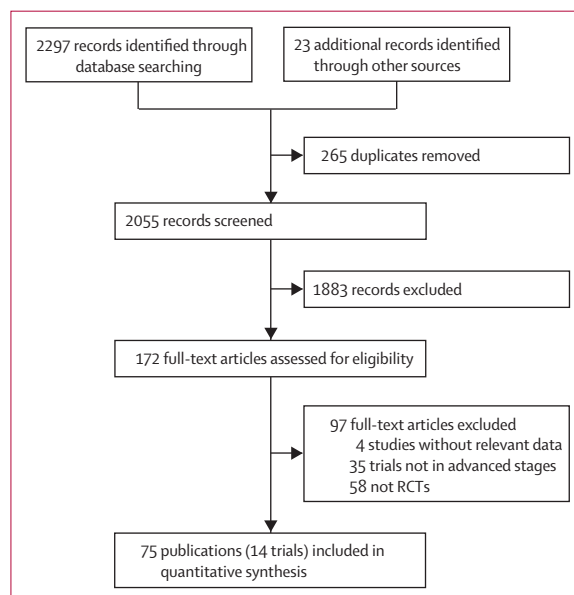 2297 records identified through
database searching
23 additional records identified
through other sources
265 duplicates removed
2055 records screened
1883 records excluded
172 full-text articles assessed for eligibility
97 full-text articles excluded
4 studies without relevant data
35 trials not in advanced stages
58 not RCTs
75 publications (14 trials) included in
quantitative synthesis